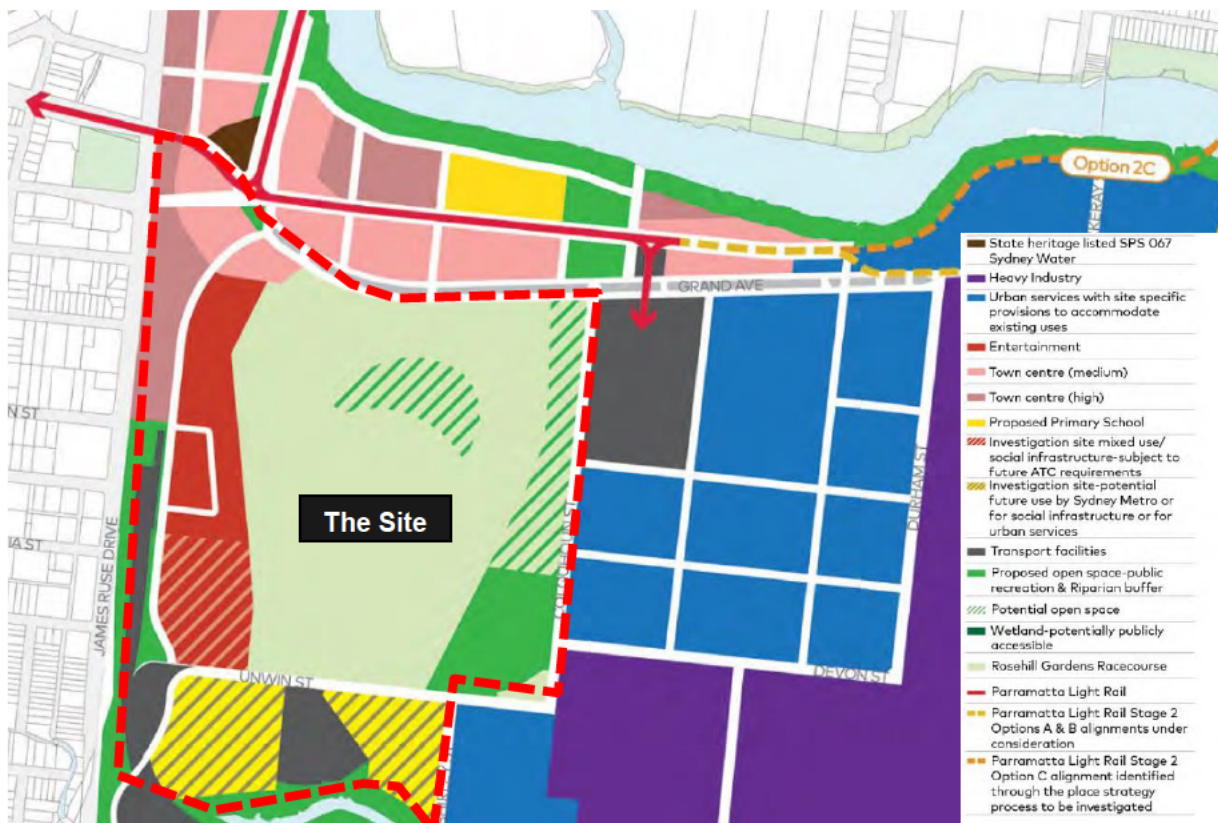 Option 2C
KERAY
GRAND AVE
N ST
The Site
DURHAM ST
COLQUHOUN ST
A ST
JAMES RUSE DRIVE
UNWIN ST
DEVON ST
State heritage listed SPS 067
Sydney Water
Heavy Industry
Urban services with site specific
provisions to accommodate
existing uses
Entertainment
Town centre (medium)
Town centre (high)
Proposed Primary School
Investigation site mixed use/
social infrastructure-subject to
future ATC requirements
Investigation site-potential
future use by Sydney Metro or
for social infrastructure or for
urban services
Transport facilities
Proposed open space-public
recreation & Riparian buffer
Potential open space
Wetland-potentially publicly
accessible
Rosehill Gardens Racecourse
Parramatta Light Rail
Parramatta Light Rail Stage 2
Options A & B alignments under
consideration
Parramatta Light Rail Stage 2
Option C alignment identified
through the place strategy
process to be investigated